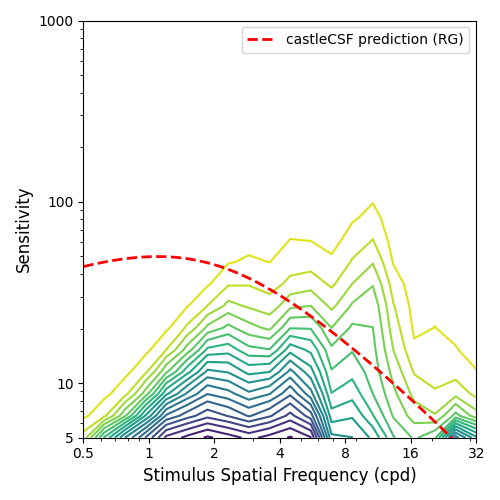 1000
castleCSF prediction (RG)
100
Sensitivity
10
5
0.5 1 2 4 8 16 32
Stimulus Spatial Frequency (cpd)